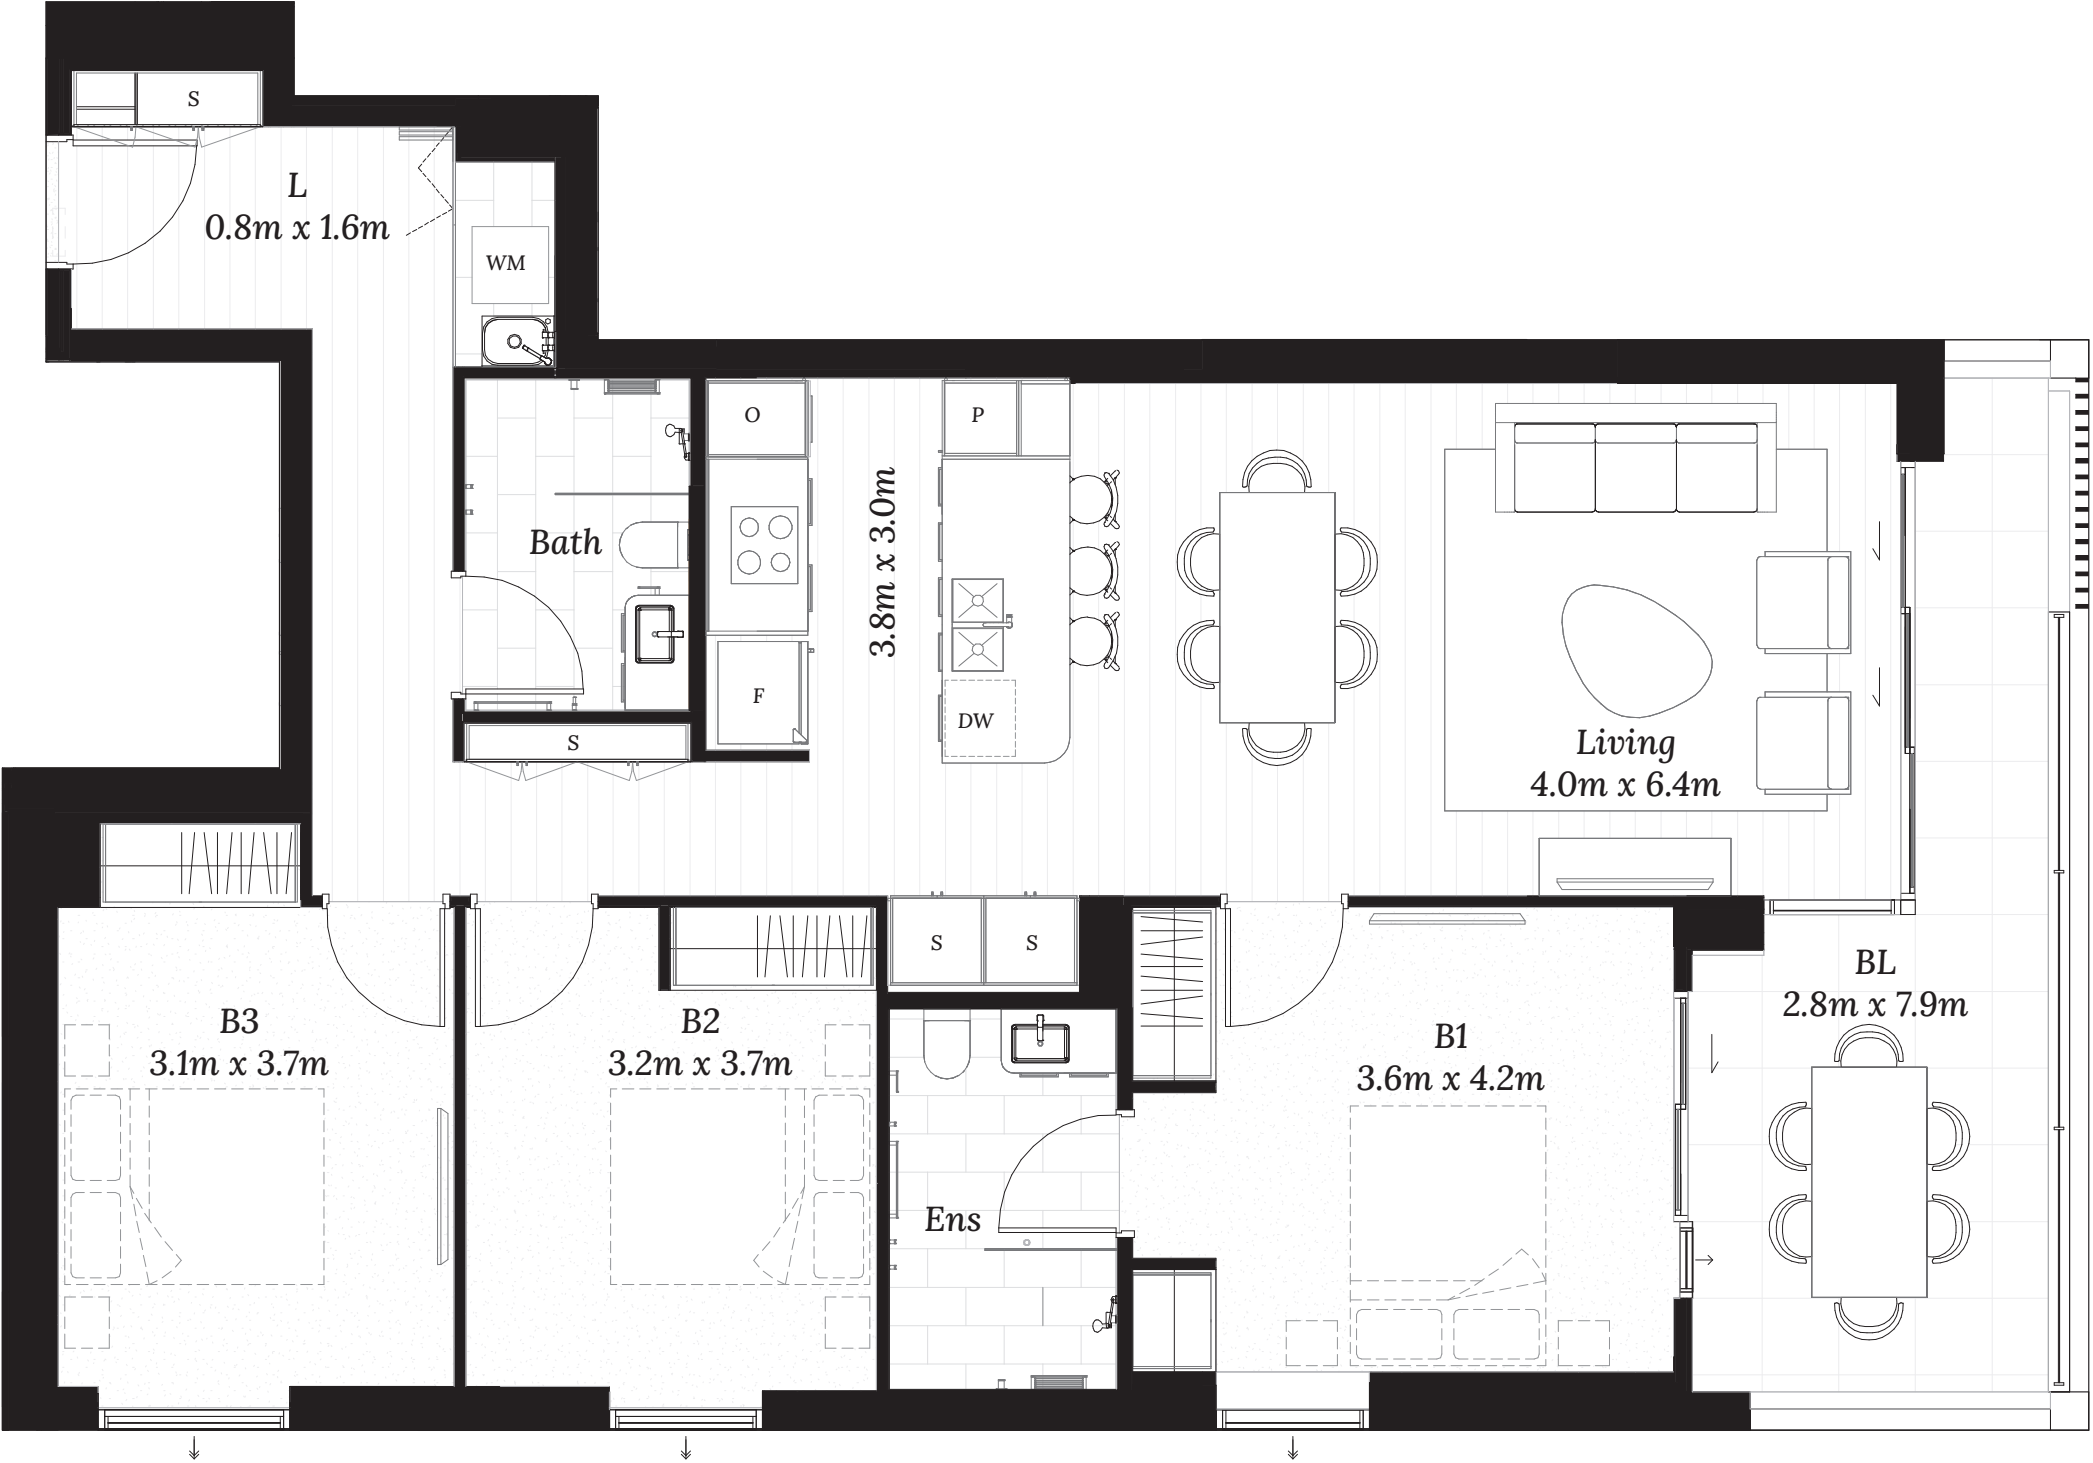 S
L
0.8m x 1.6m
WM
O
P
3.8m x 3.0m
Bath
F
DW
S
Living
4.0m x 6.4m
S
S
BL
2.8m x 7.9m
B3
3.1m x 3.7m
B2
3.2m x 3.7m
B1
3.6m x 4.2m
Ens